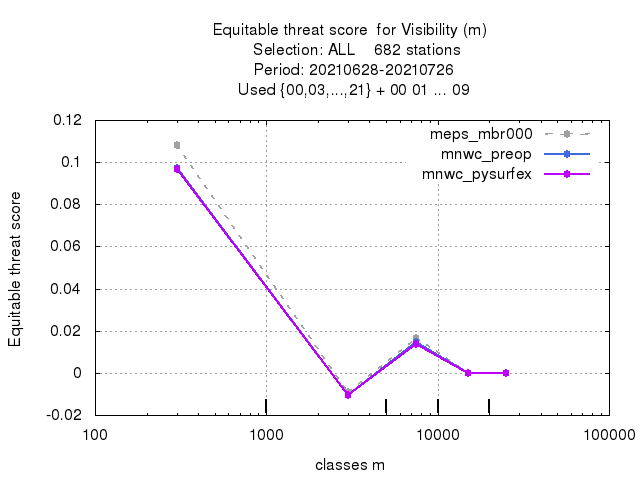 Equitable threat score  for Visibility (m)
Selection: ALL    682 stations
Period: 20210628-20210726
Used {00,03,...,21} + 00 01 ... 09
0.12
0.1
0.08
0.06
0.04
0.02
0
-0.02
Equitable threat score
meps_mbr000
mnwc_preop
mnwc_pysurfex
100
1000
10000
100000
classes m